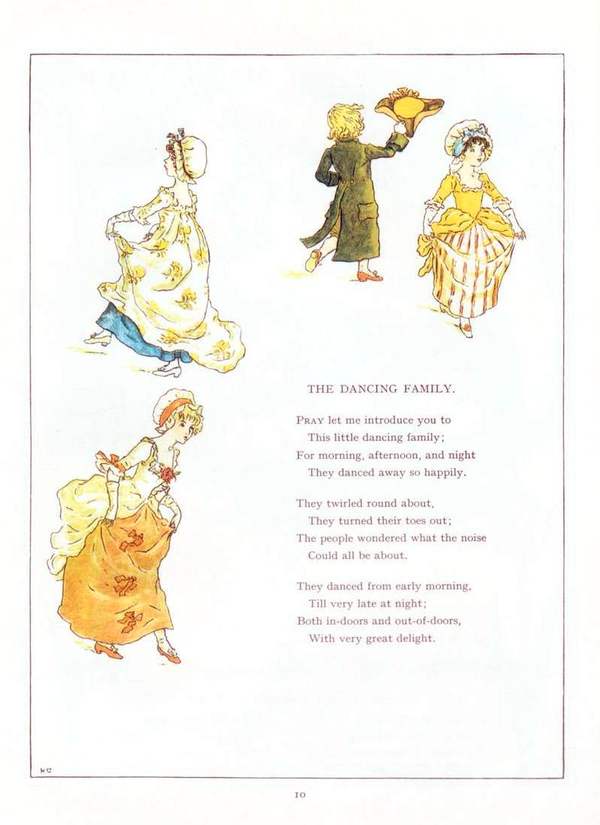 THE DANCING FAMILY.
PRAY let me introduce you to
This little dancing family;
For morning, afternoon, and night
They danced away so happily.
They twirled round about,
They turned their toes out;
The people wondered what the noise
Could all be about.
They danced from early morning,
Till very late at night;
Both in-doors and out-of-doors,
With very great delight.
KG
10